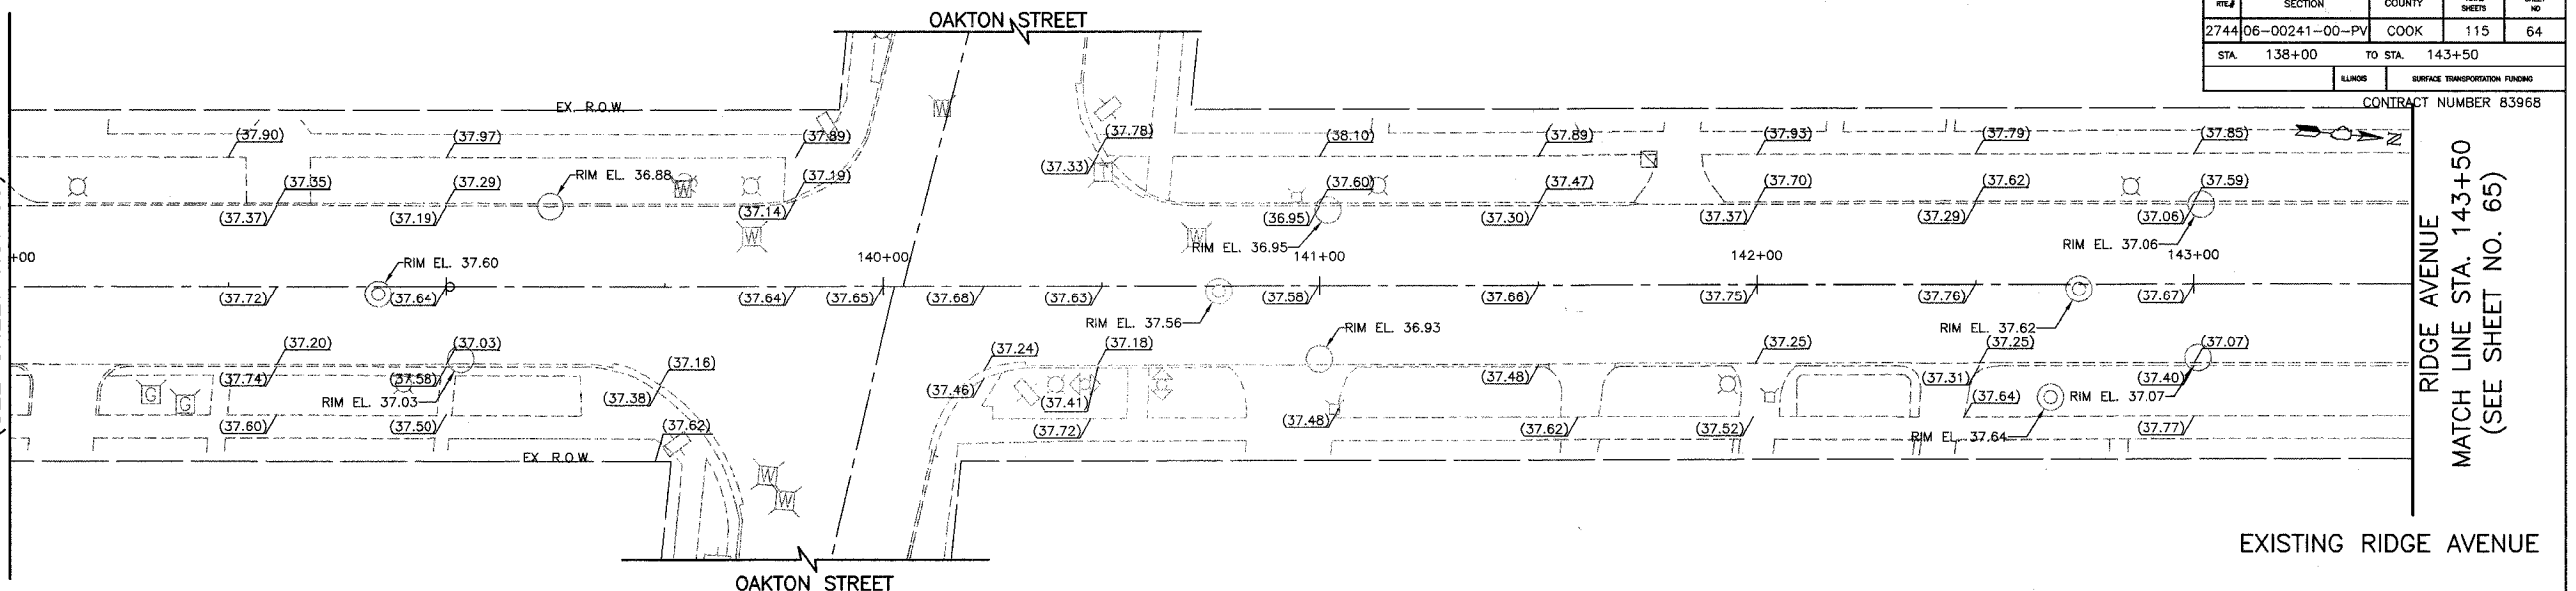 OAKTON STREET
RTE.# SECTION COUNTY SHEETS NO
2744 06-00241-00-PV COOK 115 64
STA. 138+00 TO STA. 143+50
ILLINOIS SURFACE TRANSPORTATION FUNDING
CONTRACT NUMBER 83968
EX. R.O.W.
W
(37.90) (37.97) (37.89) (37.78) (38.10) (37.89) (37.93) (37.79) (37.85)
N
(37.33)
RIM EL. 36.88
W
(37.35) (37.29) (37.19) (37.60) (37.47) (37.70) (37.62) (37.59)
(37.37) (37.19) (37.14) (36.95) (37.30) (37.37) (37.29) (37.06)
W W
RIM EL. 36.95
RIM EL. 37.06
+00 140+00 141+00 142+00 143+00
RIM EL. 37.60
(37.72) (37.64) (37.64) (37.65) (37.68) (37.63) (37.58) (37.66) (37.75) (37.76) (37.67)
RIM EL. 37.56
RIM EL. 36.93
RIM EL. 37.62
(37.20) (37.03) (37.16) (37.24) (37.18) (37.25) (37.25) (37.07)
(37.74) (37.58) (37.38) (37.46) (37.41) (37.48) (37.31) (37.40)
G G
RIM EL. 37.03
(37.64)
RIM EL. 37.07
(37.60) (37.50) (37.62) (37.72) (37.48) (37.62) (37.52) (37.77)
RIM EL. 37.64
EX. R.O.W.
W W
OAKTON STREET
RIDGE AVENUE
MATCH LINE STA. 143+50
(SEE SHEET NO. 65)
EXISTING RIDGE AVENUE